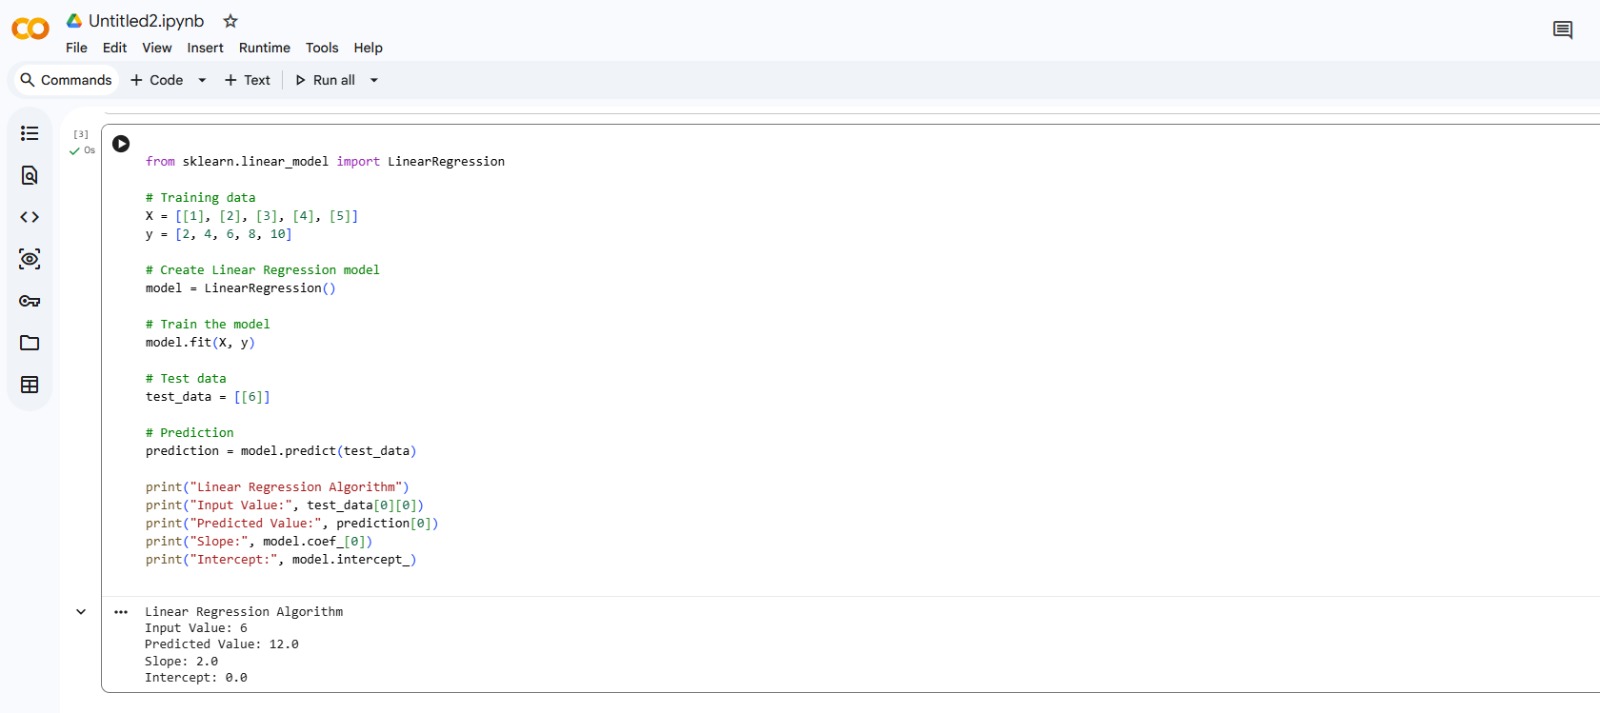 Untitled2.ipynb
File Edit View Insert Runtime Tools Help
Commands + Code + Text Run all
[3]
0s
from sklearn.linear_model import LinearRegression
# Training data
X = [[1], [2], [3], [4], [5]]
y = [2, 4, 6, 8, 10]
# Create Linear Regression model
model = LinearRegression()
# Train the model
model.fit(X, y)
# Test data
test_data = [[6]]
# Prediction
prediction = model.predict(test_data)
print("Linear Regression Algorithm")
print("Input Value:", test_data[0][0])
print("Predicted Value:", prediction[0])
print("Slope:", model.coef_[0])
print("Intercept:", model.intercept_)
Linear Regression Algorithm
Input Value: 6
Predicted Value: 12.0
Slope: 2.0
Intercept: 0.0